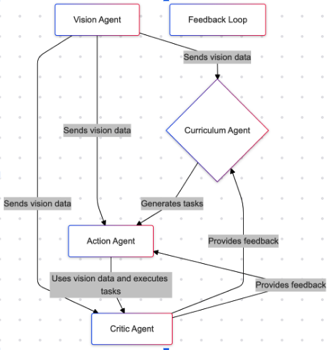 Vision Agent
Feedback Loop
Sends vision data
Curriculum Agent
Sends vision data
Sends vision data
Generates tasks
Action Agent
Provides feedback
Uses vision data and executes
tasks
Provides feedback
Critic Agent